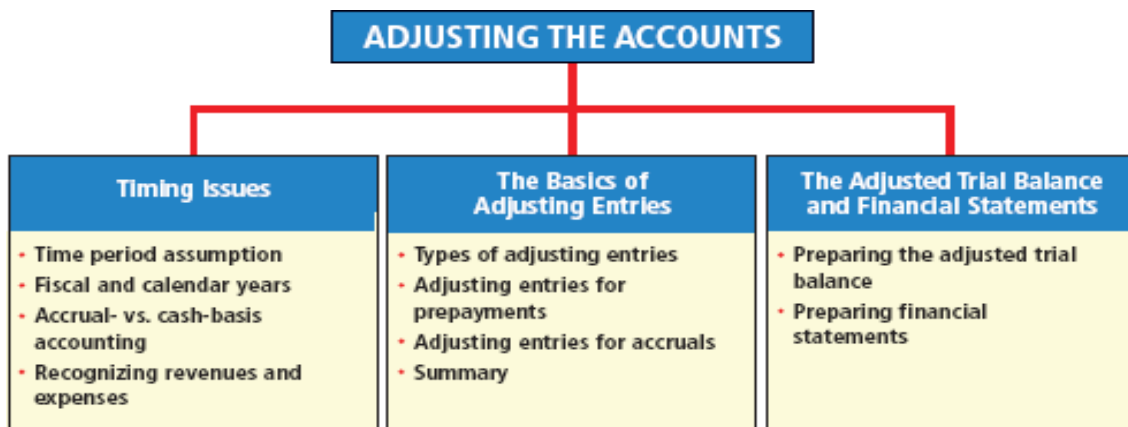 ADJUSTING THE ACCOUNTS
Timing Issues
• Time period assumption
• Fiscal and calendar years
• Accrual- vs. cash-basis
accounting
• Recognizing revenues and
expenses
The Basics of
Adjusting Entries
• Types of adjusting entries
• Adjusting entries for
prepayments
• Adjusting entries for accruals
• Summary
The Adjusted Trial Balance
and Financial Statements
• Preparing the adjusted trial
balance
• Preparing financial
statements